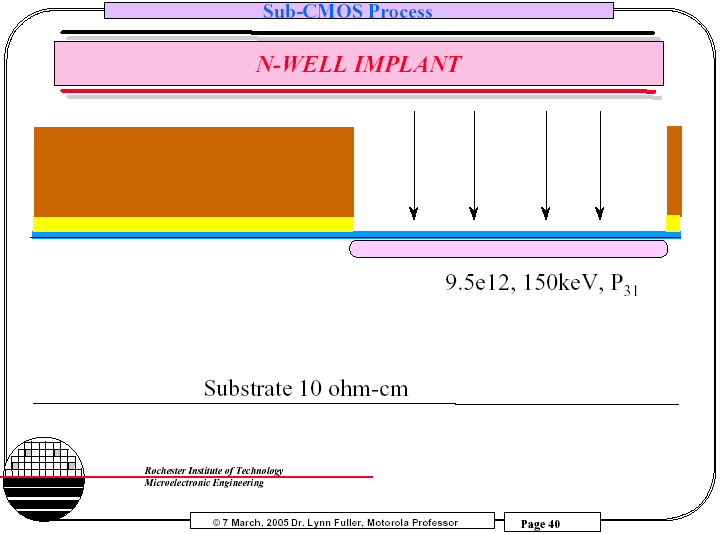 Sub-CMOS Process
N-WELL IMPLANT
9.5e12, 150keV, P31
Substrate 10 ohm-cm
Rochester Institute of Technology
Microelectronic Engineering
© 7 March, 2005 Dr. Lynn Fuller, Motorola Professor
Page 40